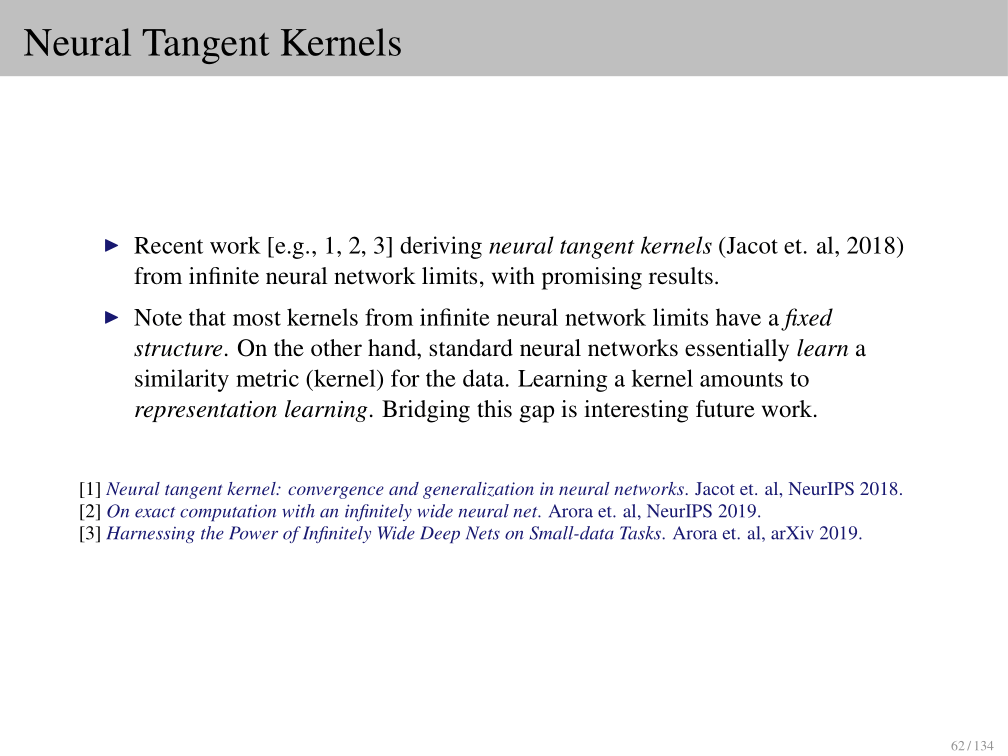 Neural Tangent Kernels
▶ Recent work [e.g., 1, 2, 3] deriving neural tangent kernels (Jacot et. al, 2018)
from infinite neural network limits, with promising results.
▶ Note that most kernels from infinite neural network limits have a fixed
structure. On the other hand, standard neural networks essentially learn a
similarity metric (kernel) for the data. Learning a kernel amounts to
representation learning. Bridging this gap is interesting future work.
[1] Neural tangent kernel: convergence and generalization in neural networks. Jacot et. al, NeurIPS 2018.
[2] On exact computation with an infinitely wide neural net. Arora et. al, NeurIPS 2019.
[3] Harnessing the Power of Infinitely Wide Deep Nets on Small-data Tasks. Arora et. al, arXiv 2019.
62 / 134